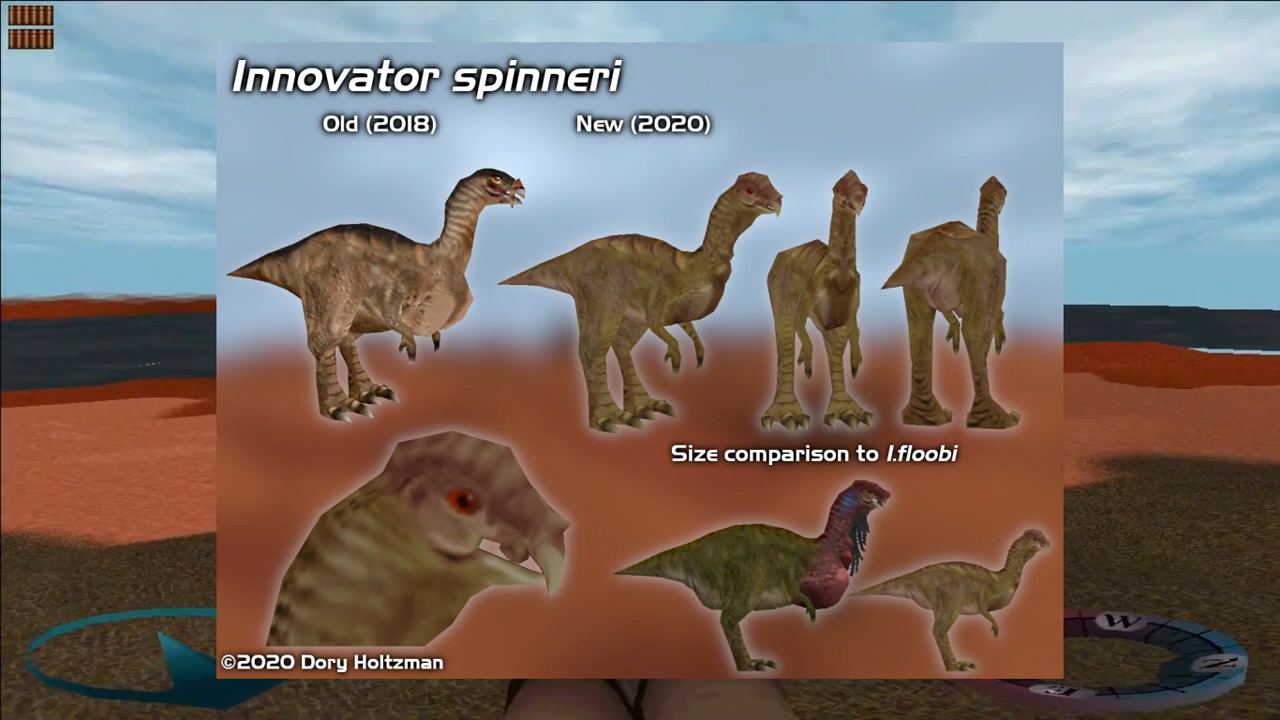 Innovator spinneri
Old (2018)
New (2020)
Size comparison to I.floobi
©2020 Dory Holtzman
W
N
E